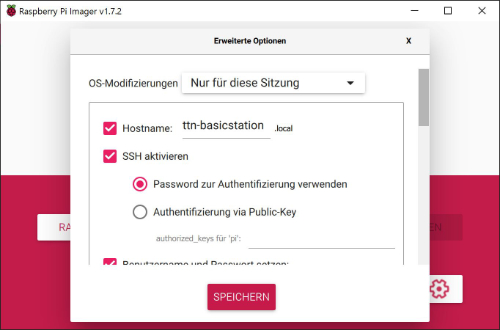 Raspberry Pi Imager v1.7.2
Erweiterte Optionen
X
OS-Modifizierungen Nur für diese Sitzung
Hostname: ttn-basicstation .local
SSH aktivieren
Password zur Authentifizierung verwenden
Authentifizierung via Public-Key
authorized_keys für 'pi':
Benutzername und Passwort setzen:
RA
EN
SPEICHERN